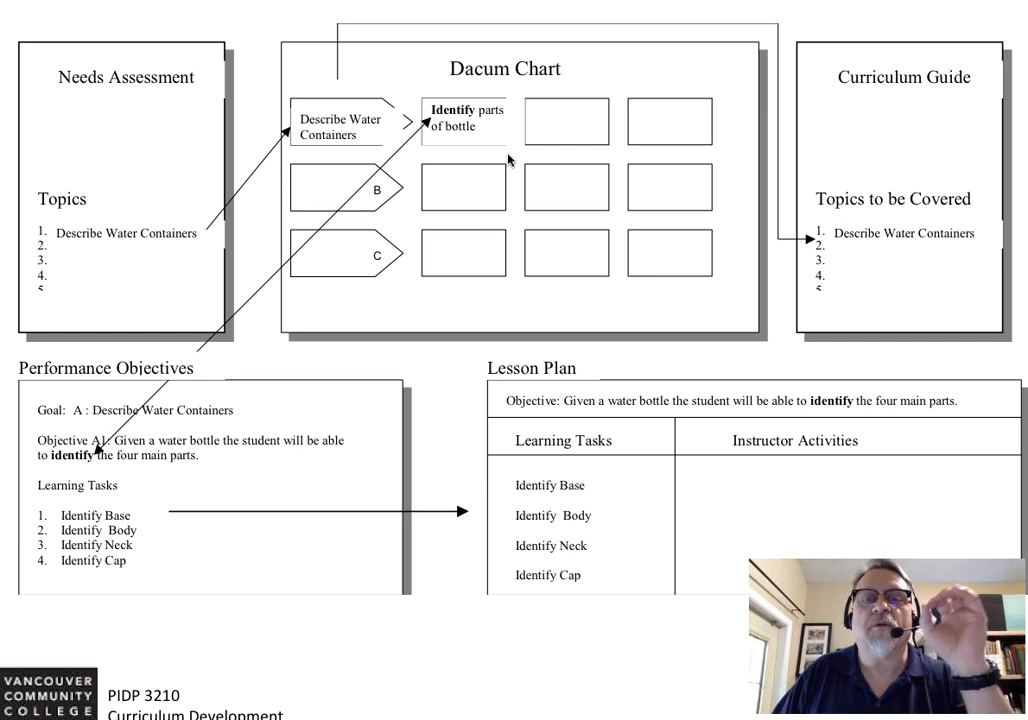 Needs Assessment
Topics
1. Describe Water Containers
2.
3.
4.
Dacum Chart
Describe Water
Containers
Identify parts
of bottle
B
C
Curriculum Guide
Topics to be Covered
1. Describe Water Containers
2.
3.
4.
Performance Objectives
Goal: A : Describe Water Containers
Objective A1: Given a water bottle the student will be able
to identify the four main parts.
Learning Tasks
1. Identify Base
2. Identify Body
3. Identify Neck
4. Identify Cap
Lesson Plan
Objective: Given a water bottle the student will be able to identify the four main parts.
Learning Tasks
Instructor Activities
Identify Base
Identify Body
Identify Neck
Identify Cap
VANCOUVER
COMMUNITY
COLLEGE
PIDP 3210
Curriculum Development